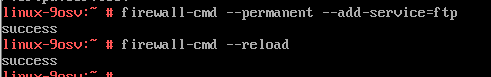 linux-9osv:~ # firewall-cmd --permanent --add-service=ftp
success
linux-9osv:~ # firewall-cmd --reload
success
linux-9osv:~ #